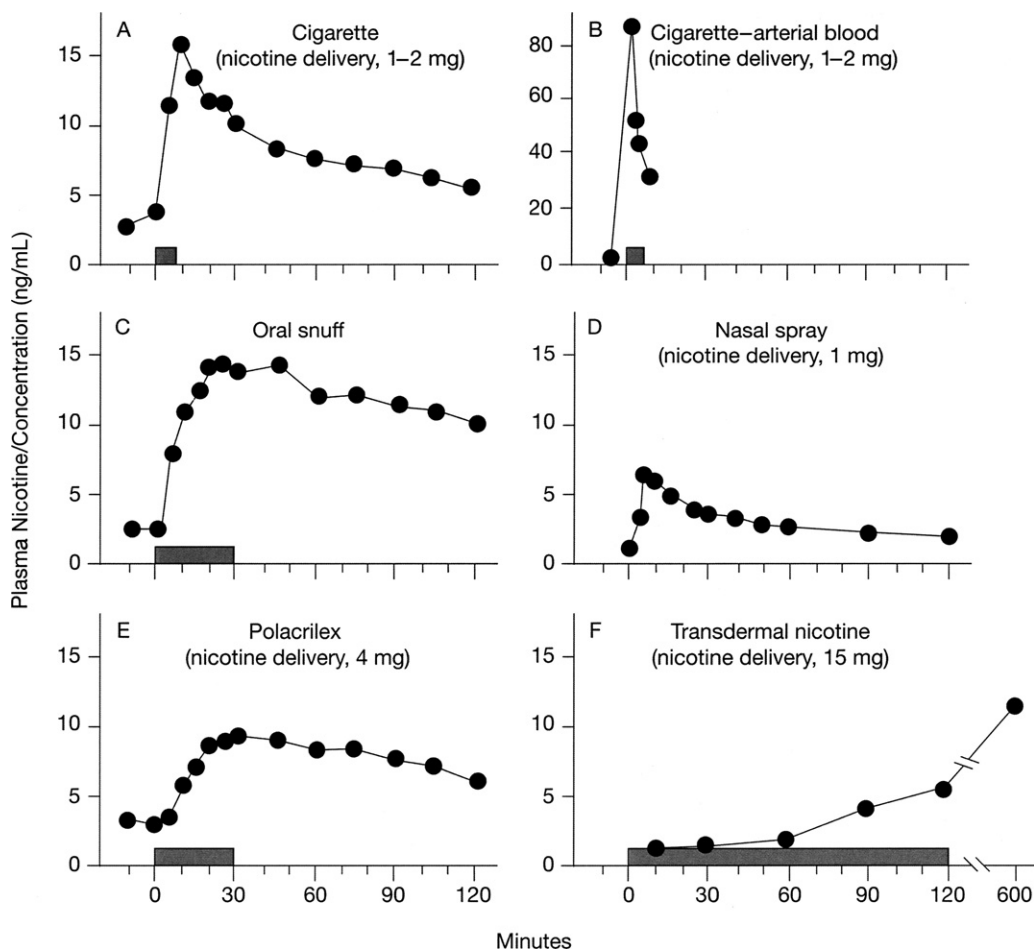 A
Cigarette
(nicotine delivery, 1–2 mg)
15
10
5
0
B
Cigarette–arterial blood
(nicotine delivery, 1–2 mg)
80
60
40
20
0
C
Oral snuff
15
10
5
0
D
Nasal spray
(nicotine delivery, 1 mg)
15
10
5
0
E
Polacrilex
(nicotine delivery, 4 mg)
15
10
5
0
0 30 60 90 120
F
Transdermal nicotine
(nicotine delivery, 15 mg)
15
10
5
0
0 30 60 90 120 600
Plasma Nicotine/Concentration (ng/mL)
Minutes